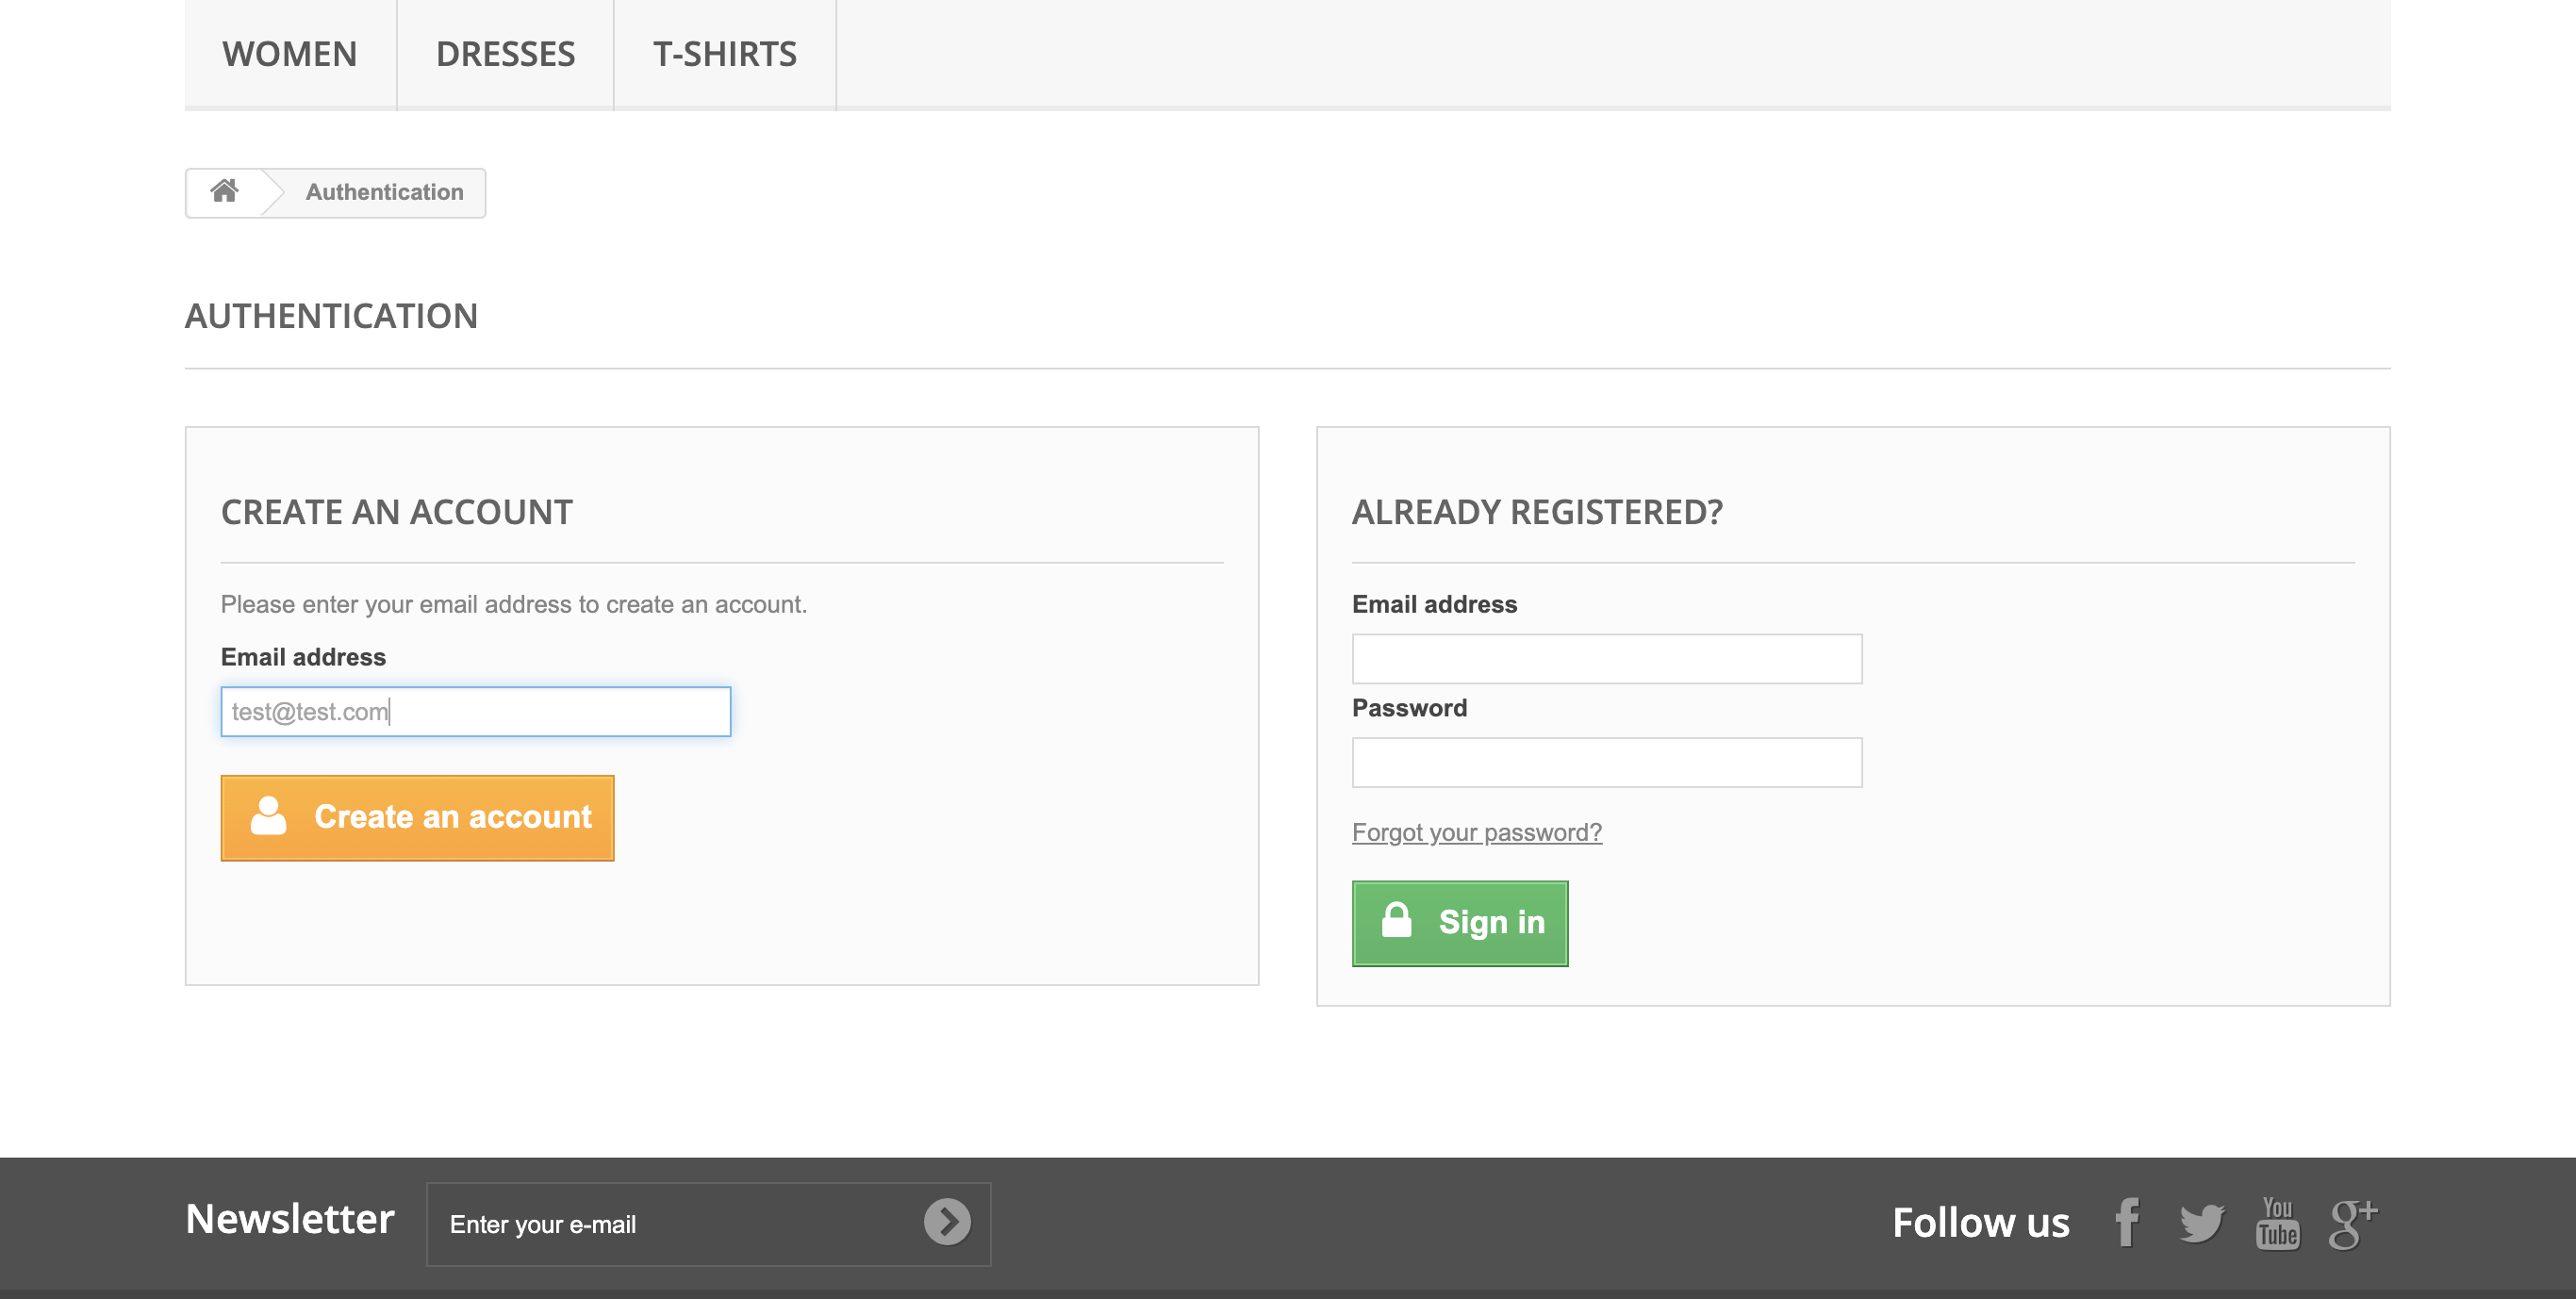 WOMEN DRESSES T-SHIRTS
Authentication
AUTHENTICATION
CREATE AN ACCOUNT
Please enter your email address to create an account.
Email address
test@test.com
Create an account
ALREADY REGISTERED?
Email address
Password
Forgot your password?
Sign in
Newsletter
Enter your e-mail
Follow us
You
Tube
g+